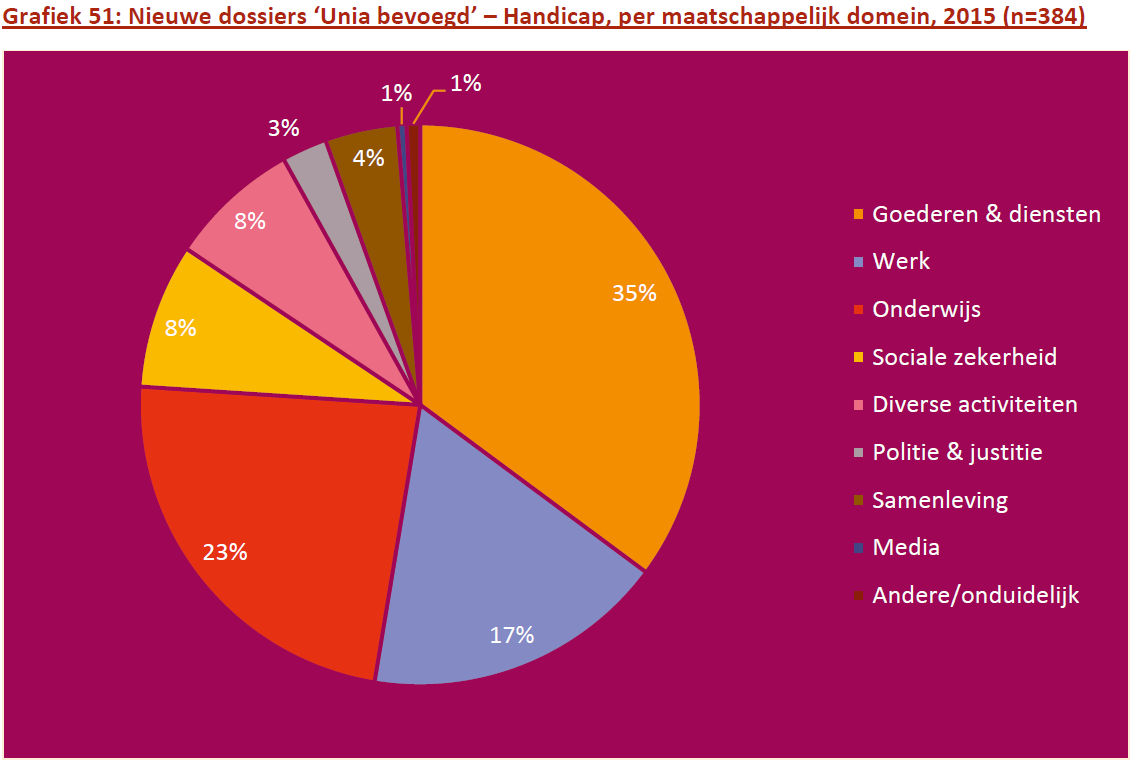 Grafiek 51: Nieuwe dossiers ‘Unia bevoegd’ – Handicap, per maatschappelijk domein, 2015 (n=384)
1%
1%
3%
4%
8%
35%
8%
23%
17%
Goederen & diensten
Werk
Onderwijs
Sociale zekerheid
Diverse activiteiten
Politie & justitie
Samenleving
Media
Andere/onduidelijk